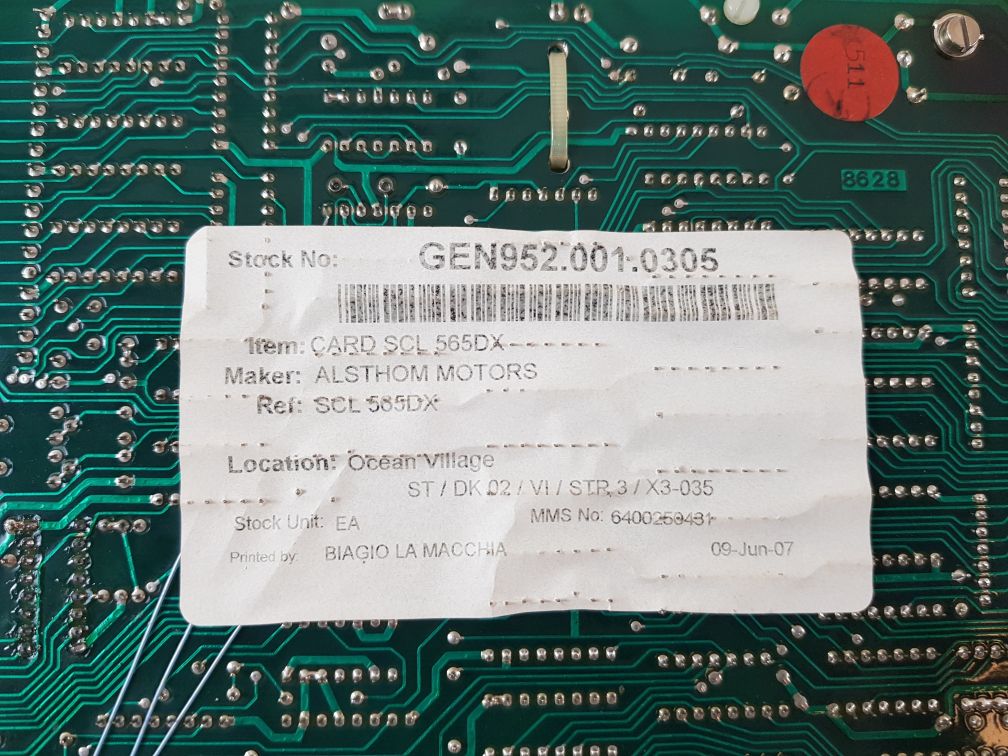 511
8628
Stock No: GEN952.001.0305
Item: CARD SCL 565DX
Maker: ALSTHOM MOTORS
Ref: SCL 565DX
Location: Ocean Village
ST / DK 02 / VI / STR 3 / X3-035
Stock Unit: EA MMS No: 6400250431
Printed by: BIAGIO LA MACCHIA 09-Jun-07